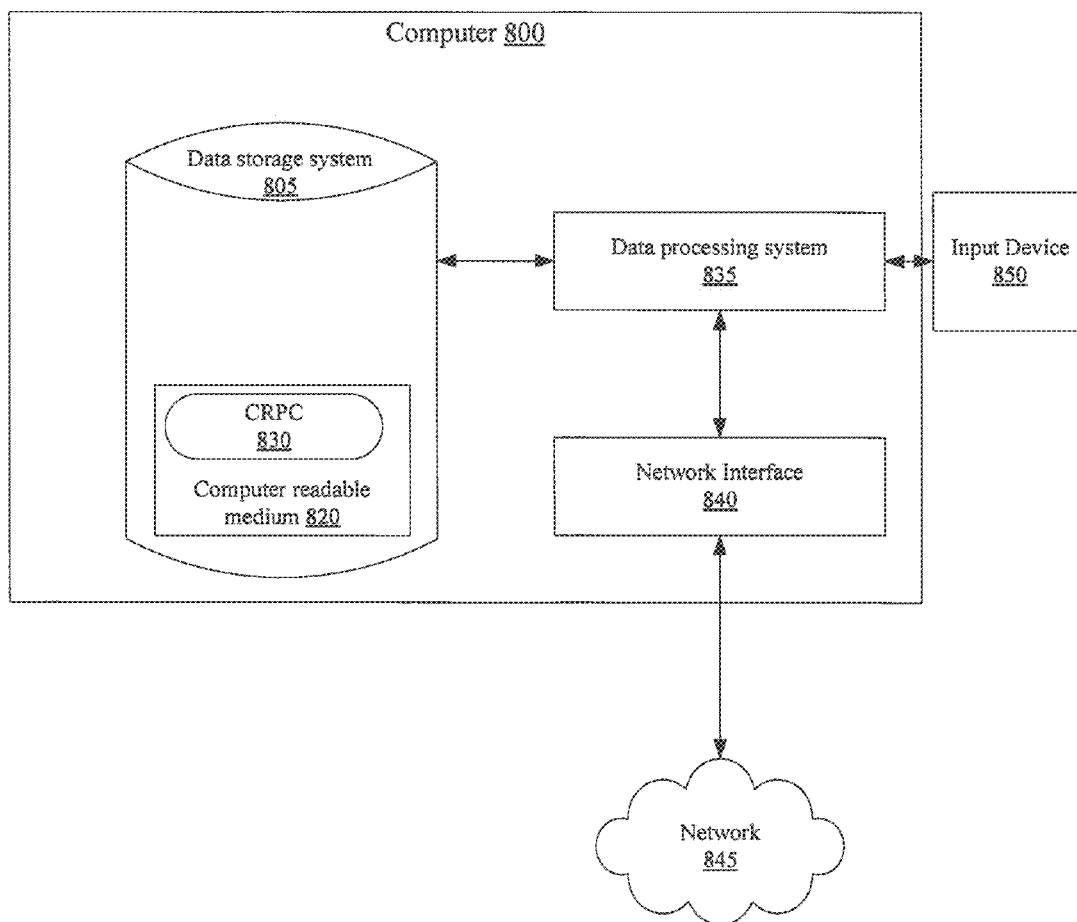 Computer 800
Data storage system
805
Data processing system
835
Input Device
850
CRPC
830
Computer readable
medium 820
Network Interface
840
Network
845